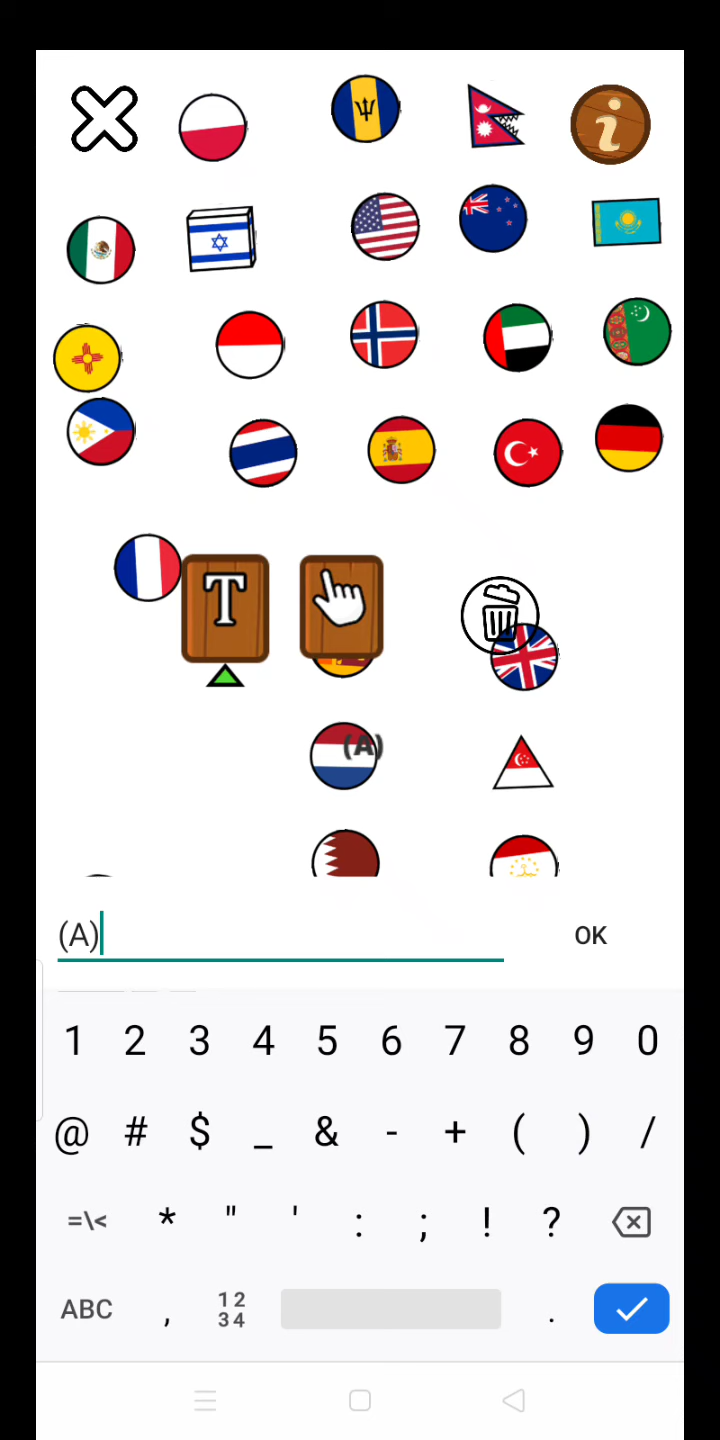 i
T
(A)
(A)
OK
1 2 3 4 5 6 7 8 9 0
@ # $ _ & - + ( ) /
=\< * " ' : ; ! ?
ABC , 12 34 .